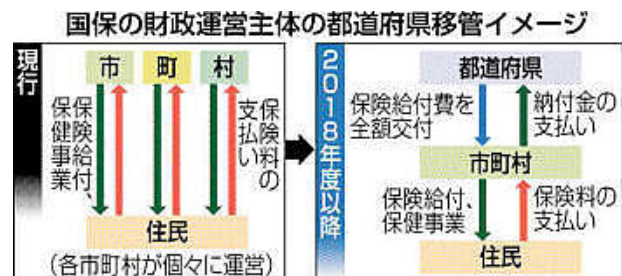 国保の財政運営主体の都道府県移管イメージ
現行
市 町 村
保険給付、
保健事業
保険料の
支払い
住民
（各市町村が個々に運営）
2018年度以降
都道府県
保険給付費を
全額交付
納付金の
支払い
市町村
保険給付、
保健事業
保険料の
支払い
住民